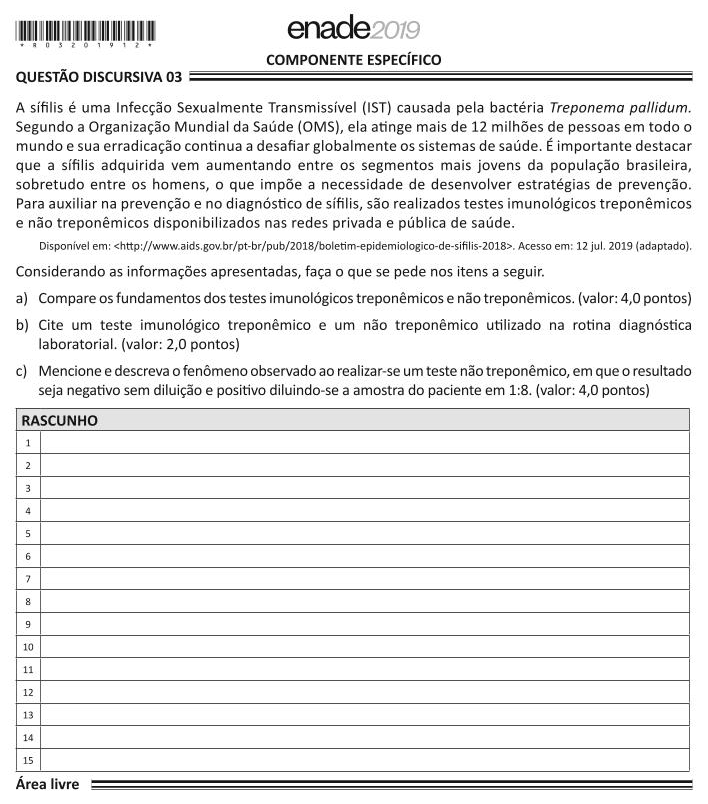 enade2019
*R0320191 2*
COMPONENTE ESPECÍFICO
QUESTÃO DISCURSIVA 03
A sífilis é uma Infecção Sexualmente Transmissível (IST) causada pela bactéria Treponema pallidum.
Segundo a Organização Mundial da Saúde (OMS), ela atinge mais de 12 milhões de pessoas em todo o
mundo e sua erradicação continua a desafiar globalmente os sistemas de saúde. É importante destacar
que a sífilis adquirida vem aumentando entre os segmentos mais jovens da população brasileira,
sobretudo entre os homens, o que impõe a necessidade de desenvolver estratégias de prevenção.
Para auxiliar na prevenção e no diagnóstico de sífilis, são realizados testes imunológicos treponêmicos
e não treponêmicos disponibilizados nas redes privada e pública de saúde.
Disponível em: <http://www.aids.gov.br/pt-br/pub/2018/boletim-epidemiologico-de-sifilis-2018>. Acesso em: 12 jul. 2019 (adaptado).
Considerando as informações apresentadas, faça o que se pede nos itens a seguir.
a) Compare os fundamentos dos testes imunológicos treponêmicos e não treponêmicos. (valor: 4,0 pontos)
b) Cite um teste imunológico treponêmico e um não treponêmico utilizado na rotina diagnóstica
laboratorial. (valor: 2,0 pontos)
c) Mencione e descreva o fenômeno observado ao realizar-se um teste não treponêmico, em que o resultado
seja negativo sem diluição e positivo diluindo-se a amostra do paciente em 1:8. (valor: 4,0 pontos)
RASCUNHO
1
2
3
4
5
6
7
8
9
10
11
12
13
14
15
Área livre